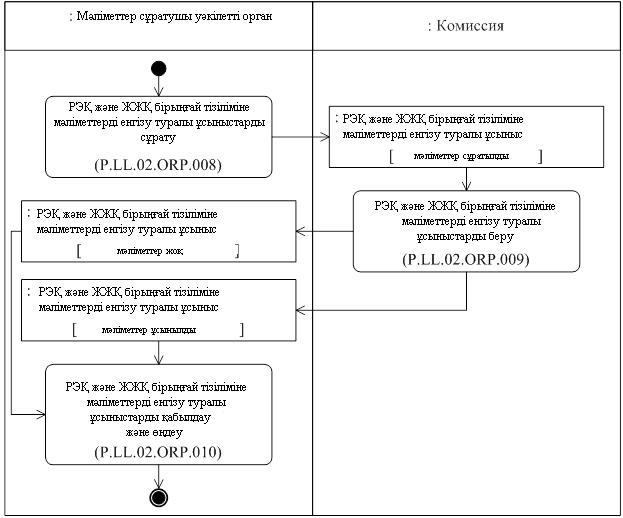 : Мәліметтер сұратушы уәкілетті орган
: Комиссия
РЭҚ және ЖЖҚ бірыңғай тізіліміне
мәліметтерді енгізу туралы ұсыныстарды
сұрату
(P.LL.02.ORP.008)
: РЭҚ және ЖЖҚ бірыңғай тізіліміне
мәліметтерді енгізу туралы ұсыныс
[ мәліметтер сұратылды ]
РЭҚ және ЖЖҚ бірыңғай тізіліміне
мәліметтерді енгізу туралы
ұсыныстарды беру
(P.LL.02.ORP.009)
: РЭҚ және ЖЖҚ бірыңғай тізіліміне
мәліметтерді енгізу туралы ұсыныс
[ мәліметтер жоқ ]
: РЭҚ және ЖЖҚ бірыңғай тізіліміне
мәліметтерді енгізу туралы ұсыныс
[ мәліметтер ұсынылды ]
РЭҚ және ЖЖҚ бірыңғай тізіліміне
мәліметтерді енгізу туралы
ұсыныстарды қабылдау
және өңдеу
(P.LL.02.ORP.010)